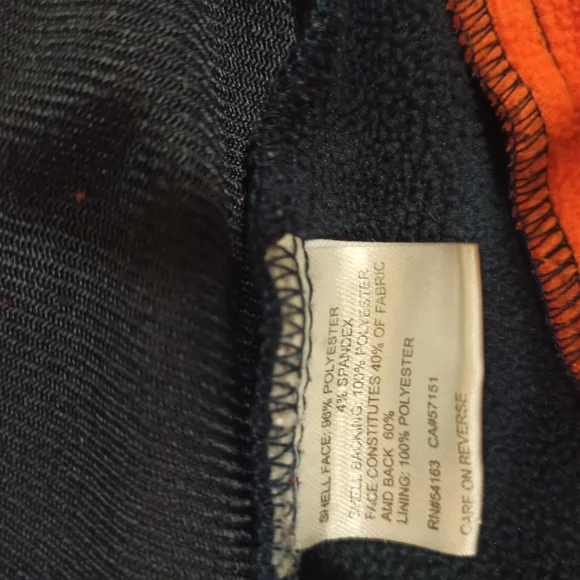 SHELL FACE: 96% POLYESTER
4% SPANDEX
SHELL BACKING: 100% POLYESTER
FACE CONSTITUTES 40% OF FABRIC
AND BACK 60%
LINING: 100% POLYESTER
RN#54163 CA#57151
CARE ON REVERSE